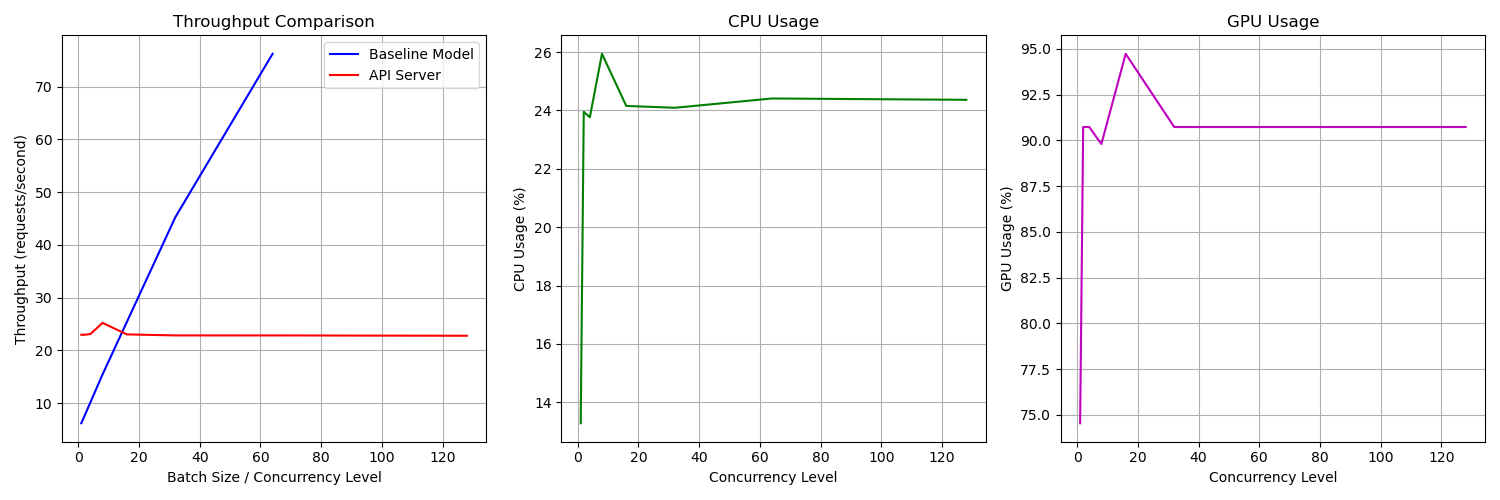 Throughput Comparison
Throughput (requests/second)
70
60
50
40
30
20
10
0 20 40 60 80 100 120
Batch Size / Concurrency Level
Baseline Model
API Server
CPU Usage
CPU Usage (%)
26
24
22
20
18
16
14
0 20 40 60 80 100 120
Concurrency Level
GPU Usage
GPU Usage (%)
95.0
92.5
90.0
87.5
85.0
82.5
80.0
77.5
75.0
0 20 40 60 80 100 120
Concurrency Level